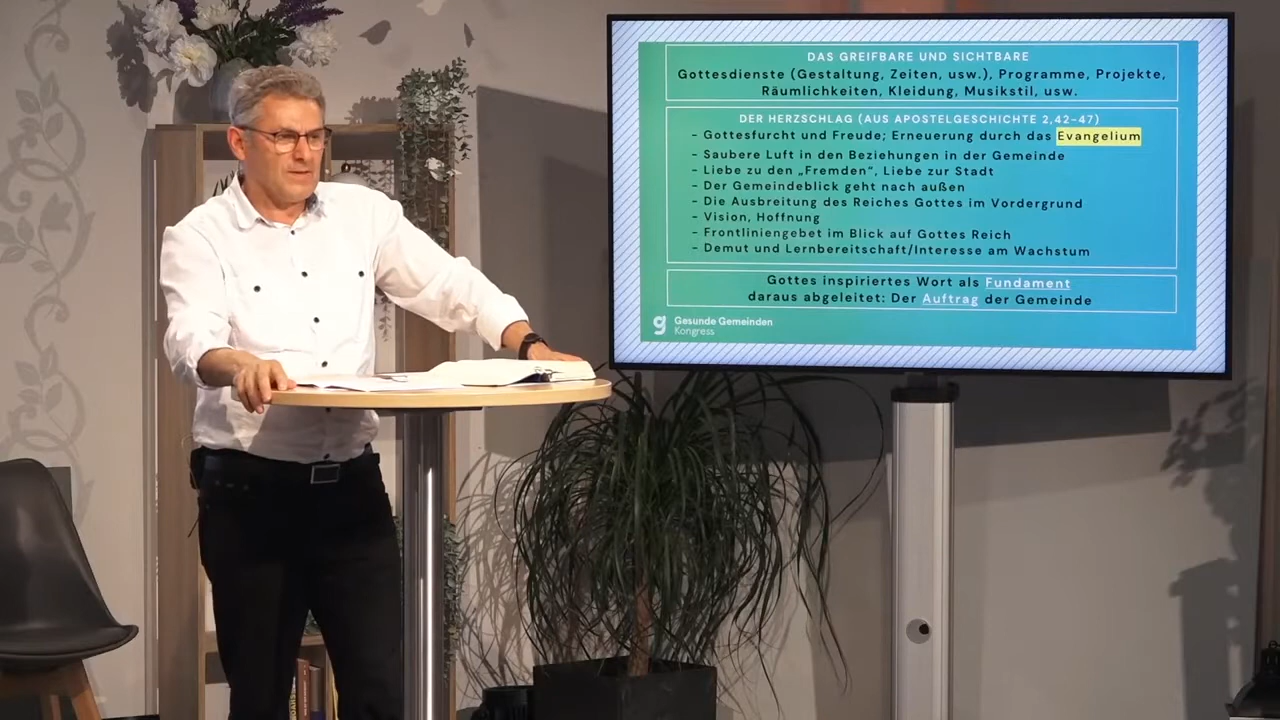 DAS GREIFBARE UND SICHTBARE
Gottesdienste (Gestaltung, Zeiten, usw.), Programme, Projekte,
Räumlichkeiten, Kleidung, Musikstil, usw.
DER HERZSCHLAG (AUS APOSTELGESCHICHTE 2,42-47)
- Gottesfurcht und Freude; Erneuerung durch das Evangelium
- Saubere Luft in den Beziehungen in der Gemeinde
- Liebe zu den „Fremden“, Liebe zur Stadt
- Der Gemeindeblick geht nach außen
- Die Ausbreitung des Reiches Gottes im Vordergrund
- Vision, Hoffnung
- Frontliniengebet im Blick auf Gottes Reich
- Demut und Lernbereitschaft/Interesse am Wachstum
Gottes inspiriertes Wort als Fundament
daraus abgeleitet: Der Auftrag der Gemeinde
Gesunde Gemeinden
Kongress